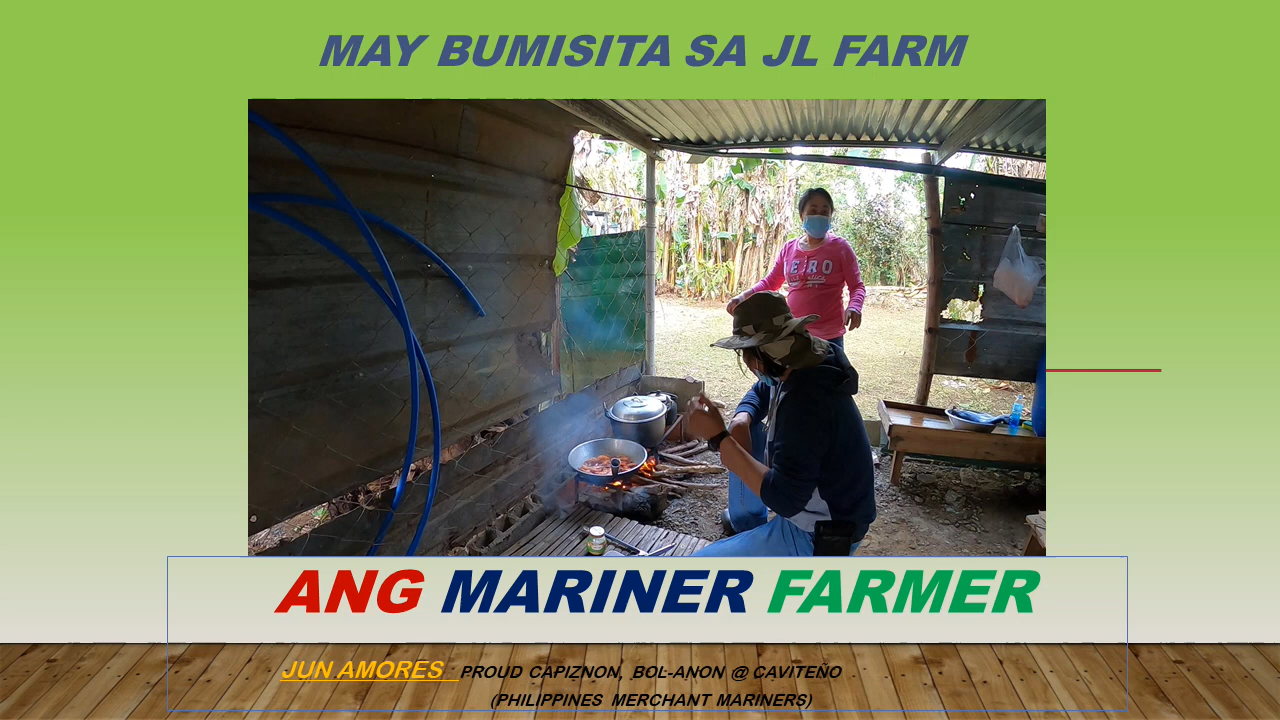 MAY BUMISITA SA JL FARM
ANG MARINER FARMER
JUN AMORES PROUD CAPIZNON, BOL-ANON @ CAVITEÑO
(PHILIPPINES MERCHANT MARINERS)